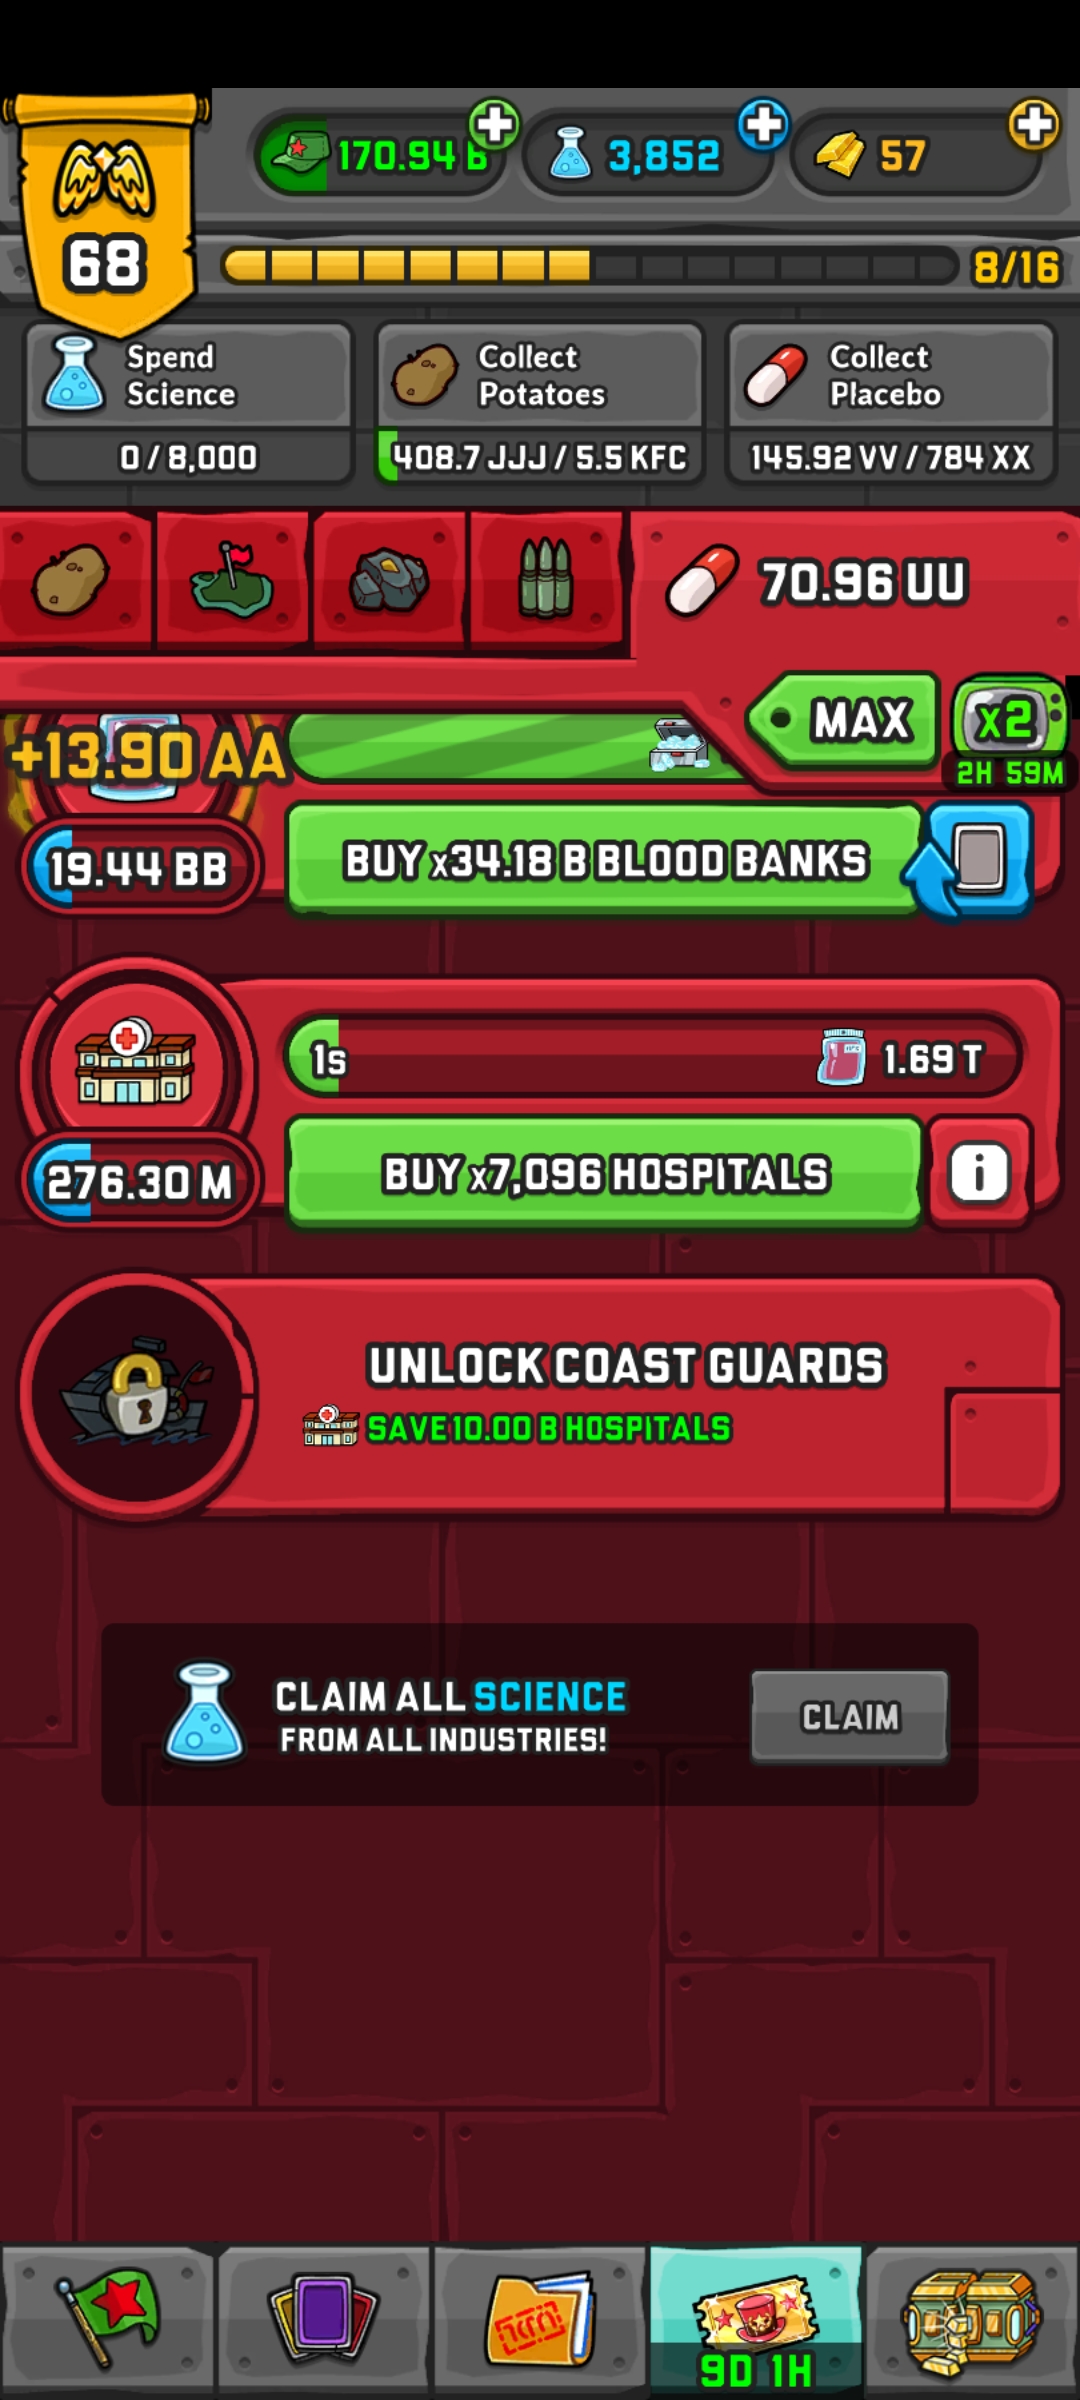 68
170.94 B
3,852
57
8/16
Spend
Science
0 / 8,000
Collect
Potatoes
408.7 JJJ / 5.5 KFC
Collect
Placebo
145.92 VV / 784 XX
70.96 UU
MAX
x2
2H 59M
+13.90 AA
19.44 BB
BUY x34.18 B BLOOD BANKS
1s
1.69 T
276.30 M
BUY x7,096 HOSPITALS
i
UNLOCK COAST GUARDS
SAVE 10.00 B HOSPITALS
CLAIM ALL SCIENCE
FROM ALL INDUSTRIES!
CLAIM
9D 1H